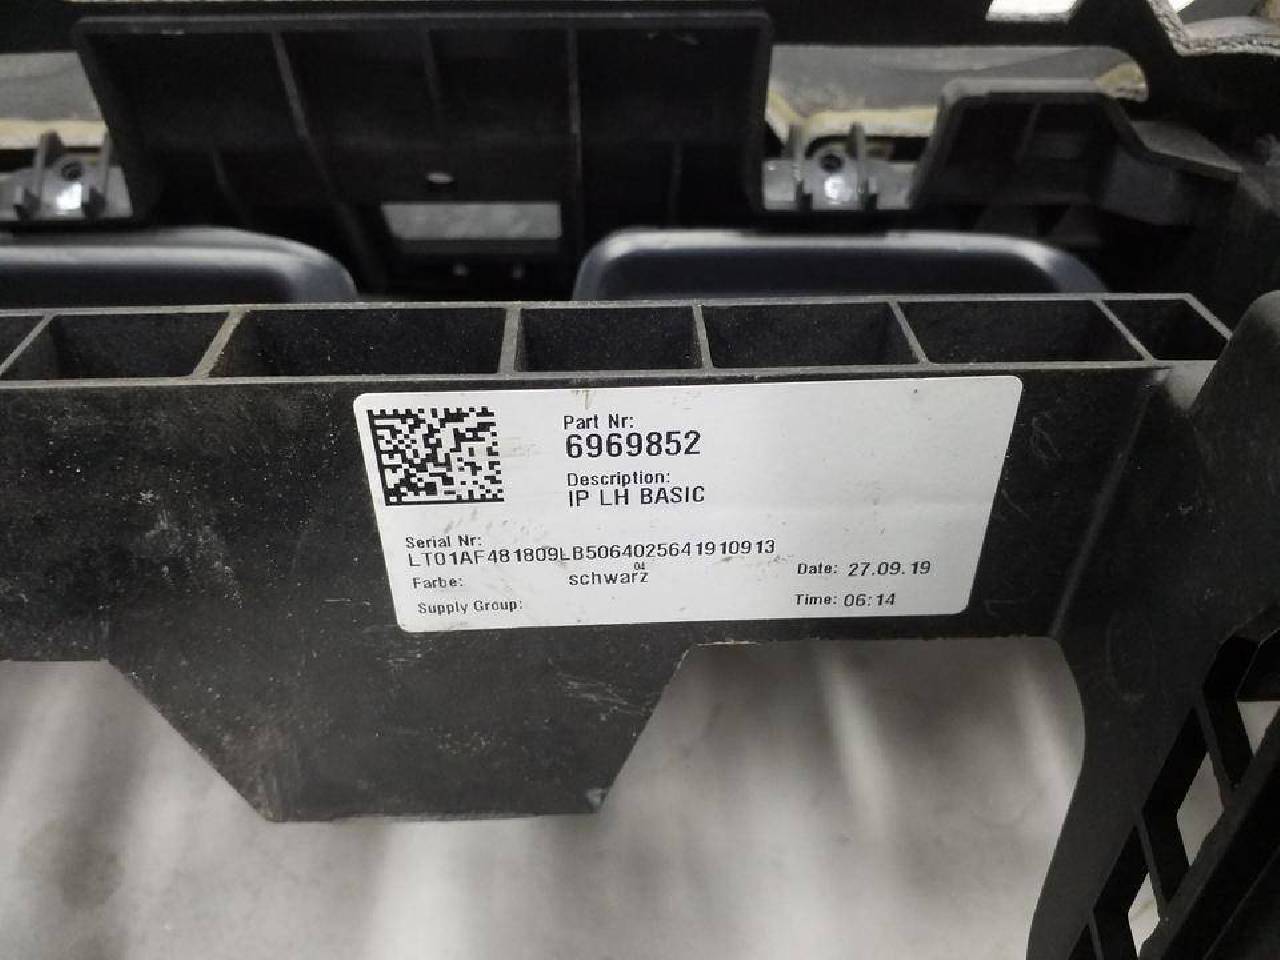 Part Nr:
6969852
Description:
IP LH BASIC
Serial Nr:
LT01AF481809LB5064025641910913
04
Farbe: schwarz
Date: 27.09.19
Supply Group:
Time: 06:14